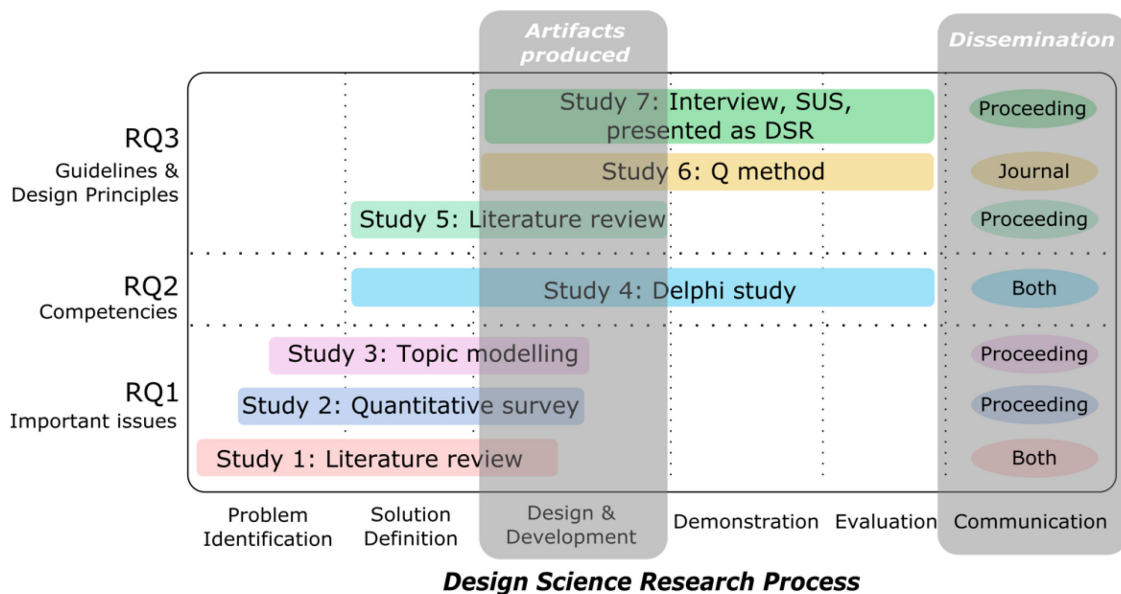 Artifacts
produced
Dissemination
RQ3
Guidelines &
Design Principles
Study 7: Interview, SUS,
presented as DSR
Proceeding
Study 6: Q method
Journal
Study 5: Literature review
Proceeding
RQ2
Competencies
Study 4: Delphi study
Both
RQ1
Important issues
Study 3: Topic modelling
Proceeding
Study 2: Quantitative survey
Proceeding
Study 1: Literature review
Both
Problem
Identification
Solution
Definition
Design &
Development
Demonstration
Evaluation
Communication
Design Science Research Process